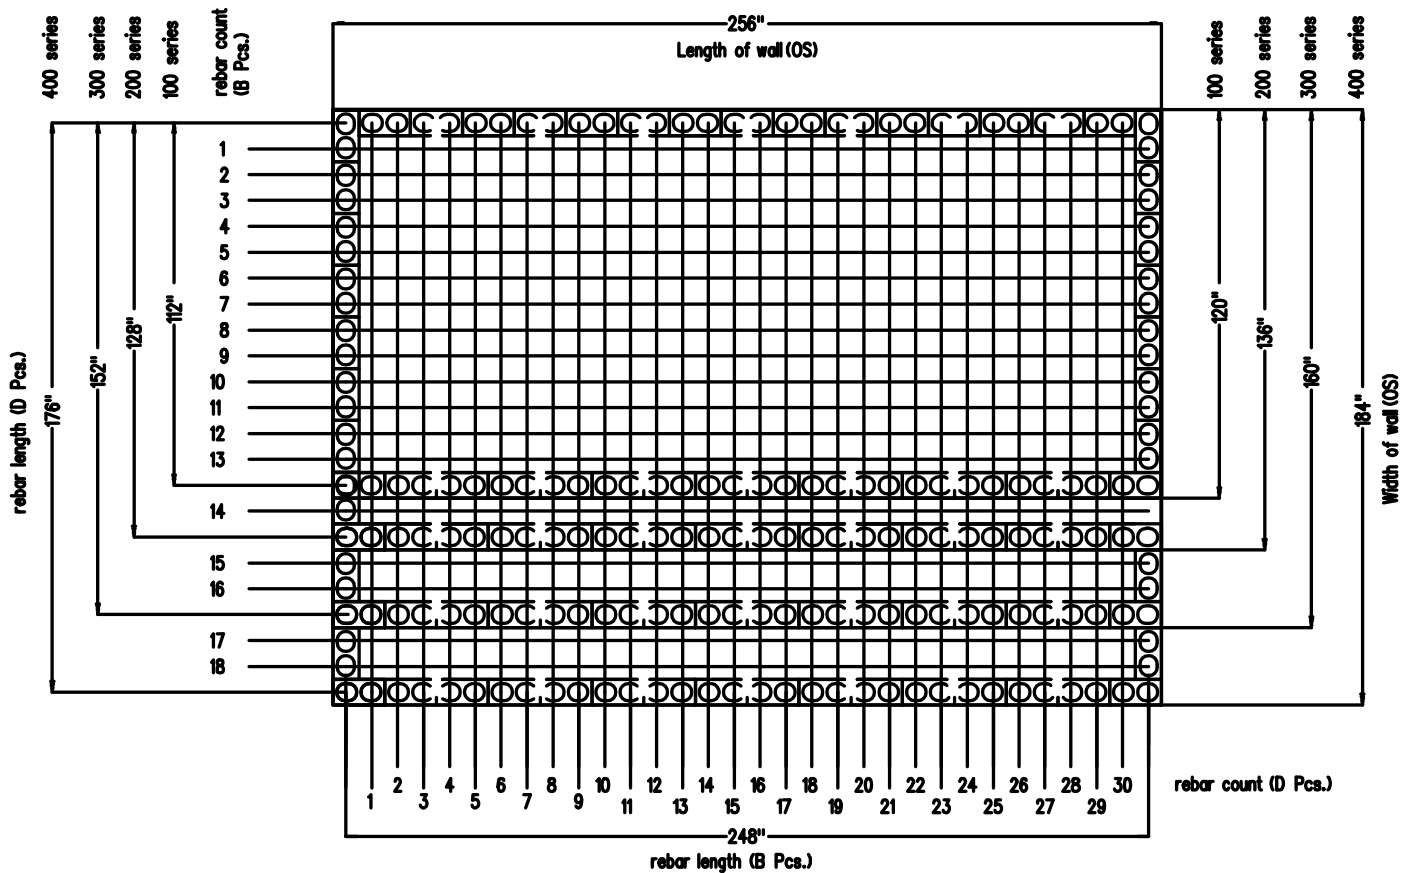 256"
Length of wall (OS)
400 series
300 series
200 series
100 series
rebar count
(B Pcs.)
100 series
200 series
300 series
400 series
1
2
3
4
5
6
7
8
9
10
11
12
13
14
15
16
17
18
112"
128"
152"
176"
rebar length (D Pcs.)
120"
136"
160"
184"
Width of wall (OS)
2 4 6 8 10 12 14 16 18 20 22 24 26 28 30
1 3 5 7 9 11 13 15 17 19 21 23 25 27 29
rebar count (D Pcs.)
248"
rebar length (B Pcs.)